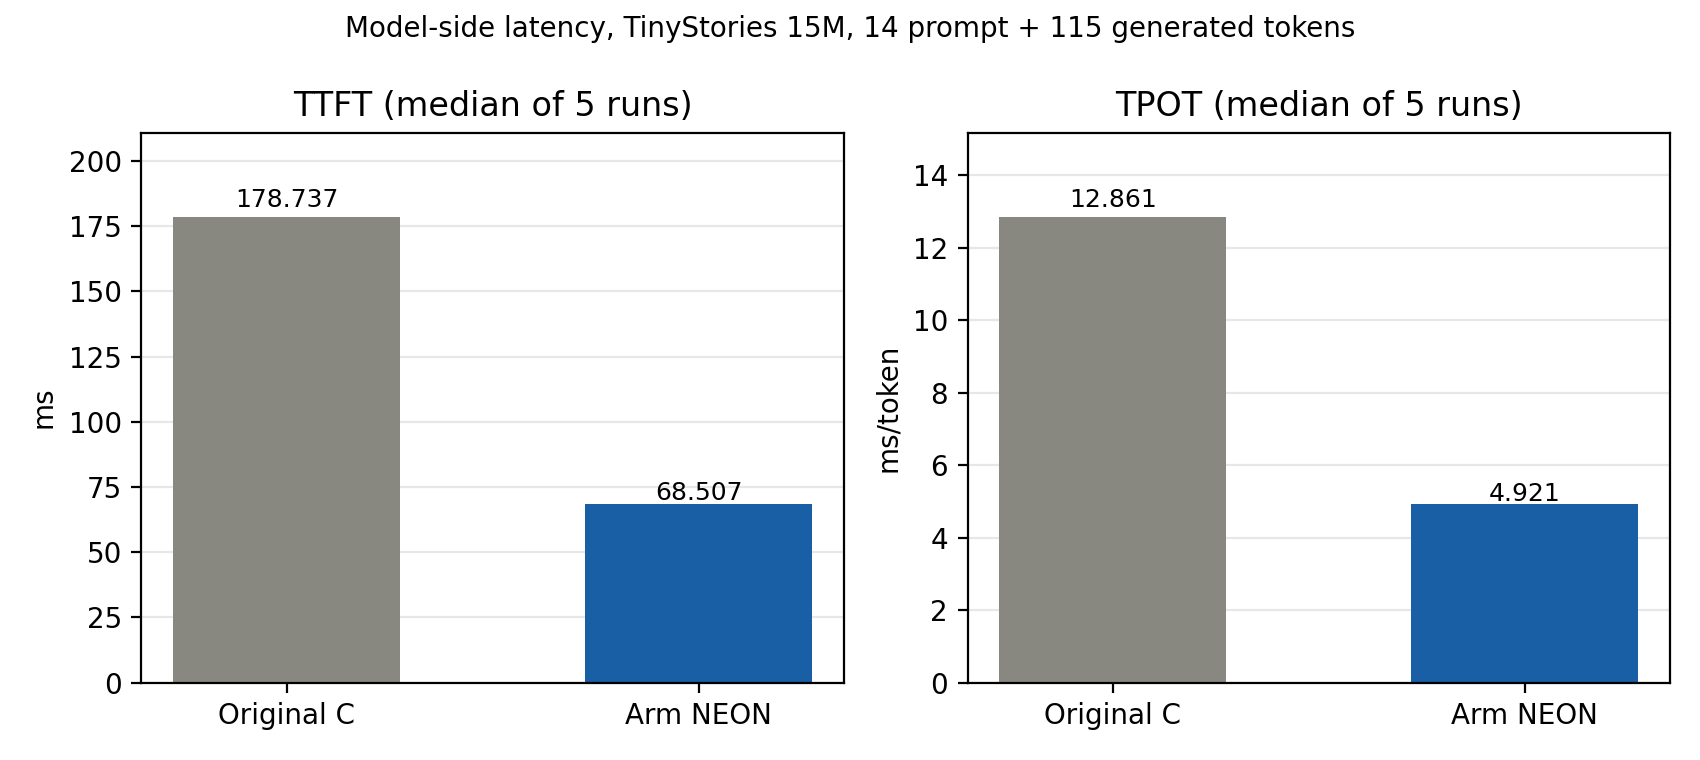 Model-side latency, TinyStories 15M, 14 prompt + 115 generated tokens
TTFT (median of 5 runs)
200
175
150
125
100
75
50
25
0
ms
178.737
68.507
Original C
Arm NEON
TPOT (median of 5 runs)
14
12
10
8
6
4
2
0
ms/token
12.861
4.921
Original C
Arm NEON